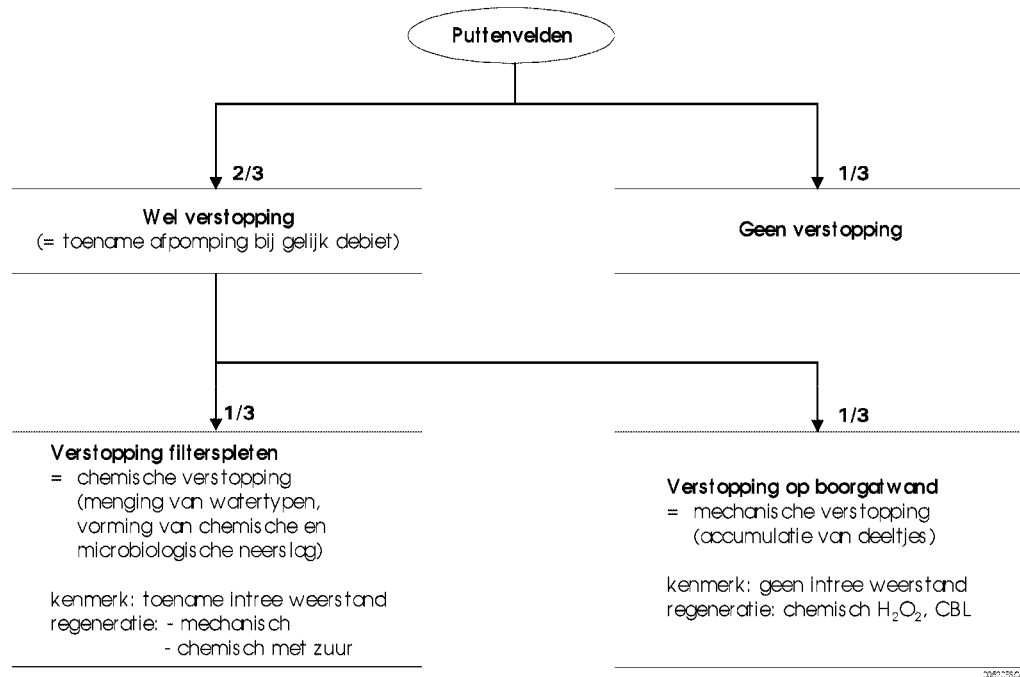 Puttenvelden
2/3
1/3
Wel verstopping
(= toename afpomping bij gelijk debiet)
Geen verstopping
1/3
1/3
Verstopping filterspleten
= chemische verstopping
(menging van watertypen,
vorming van chemische en
microbiologische neerslag)
kenmerk: toename intree weerstand
regeneratie: - mechanisch
- chemisch met zuur
Verstopping op boorgatwand
= mechanische verstopping
(accumulatie van deeltjes)
kenmerk: geen intree weerstand
regeneratie: chemisch H₂O₂, CBL